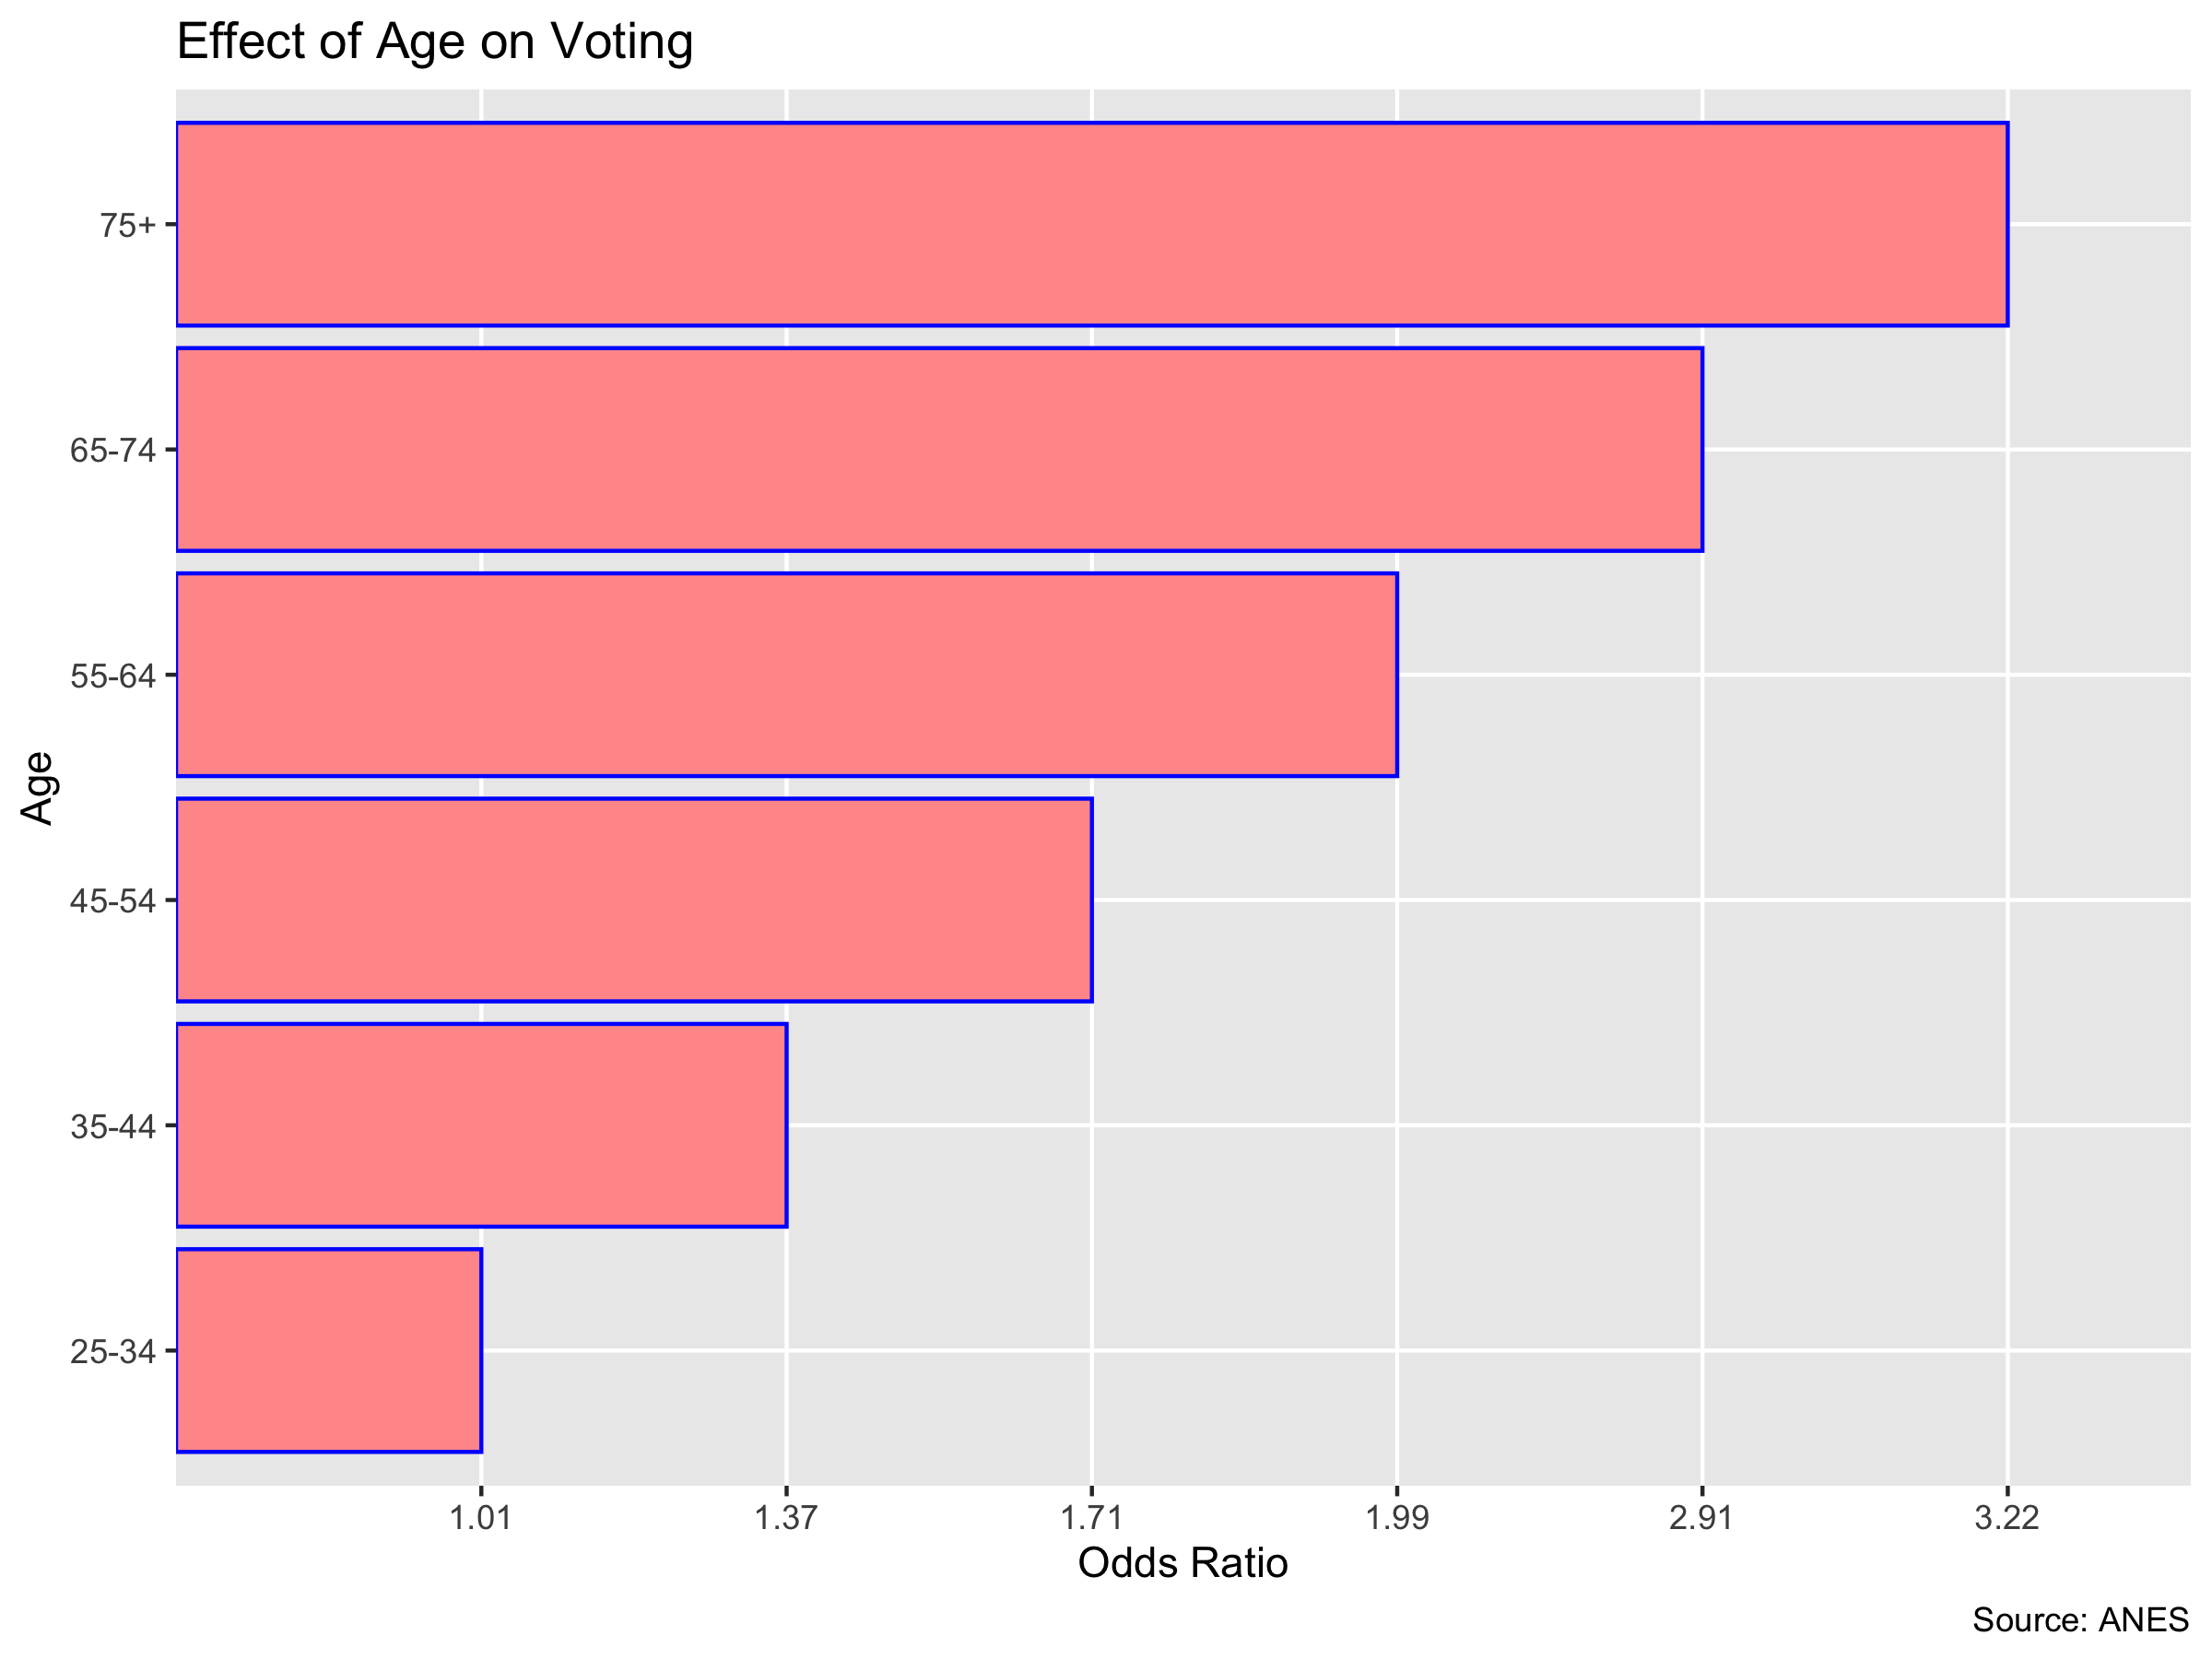 Effect of Age on Voting
75+
65-74
55-64
45-54
35-44
25-34
Age
1.01 1.37 1.71 1.99 2.91 3.22
Odds Ratio
Source: ANES